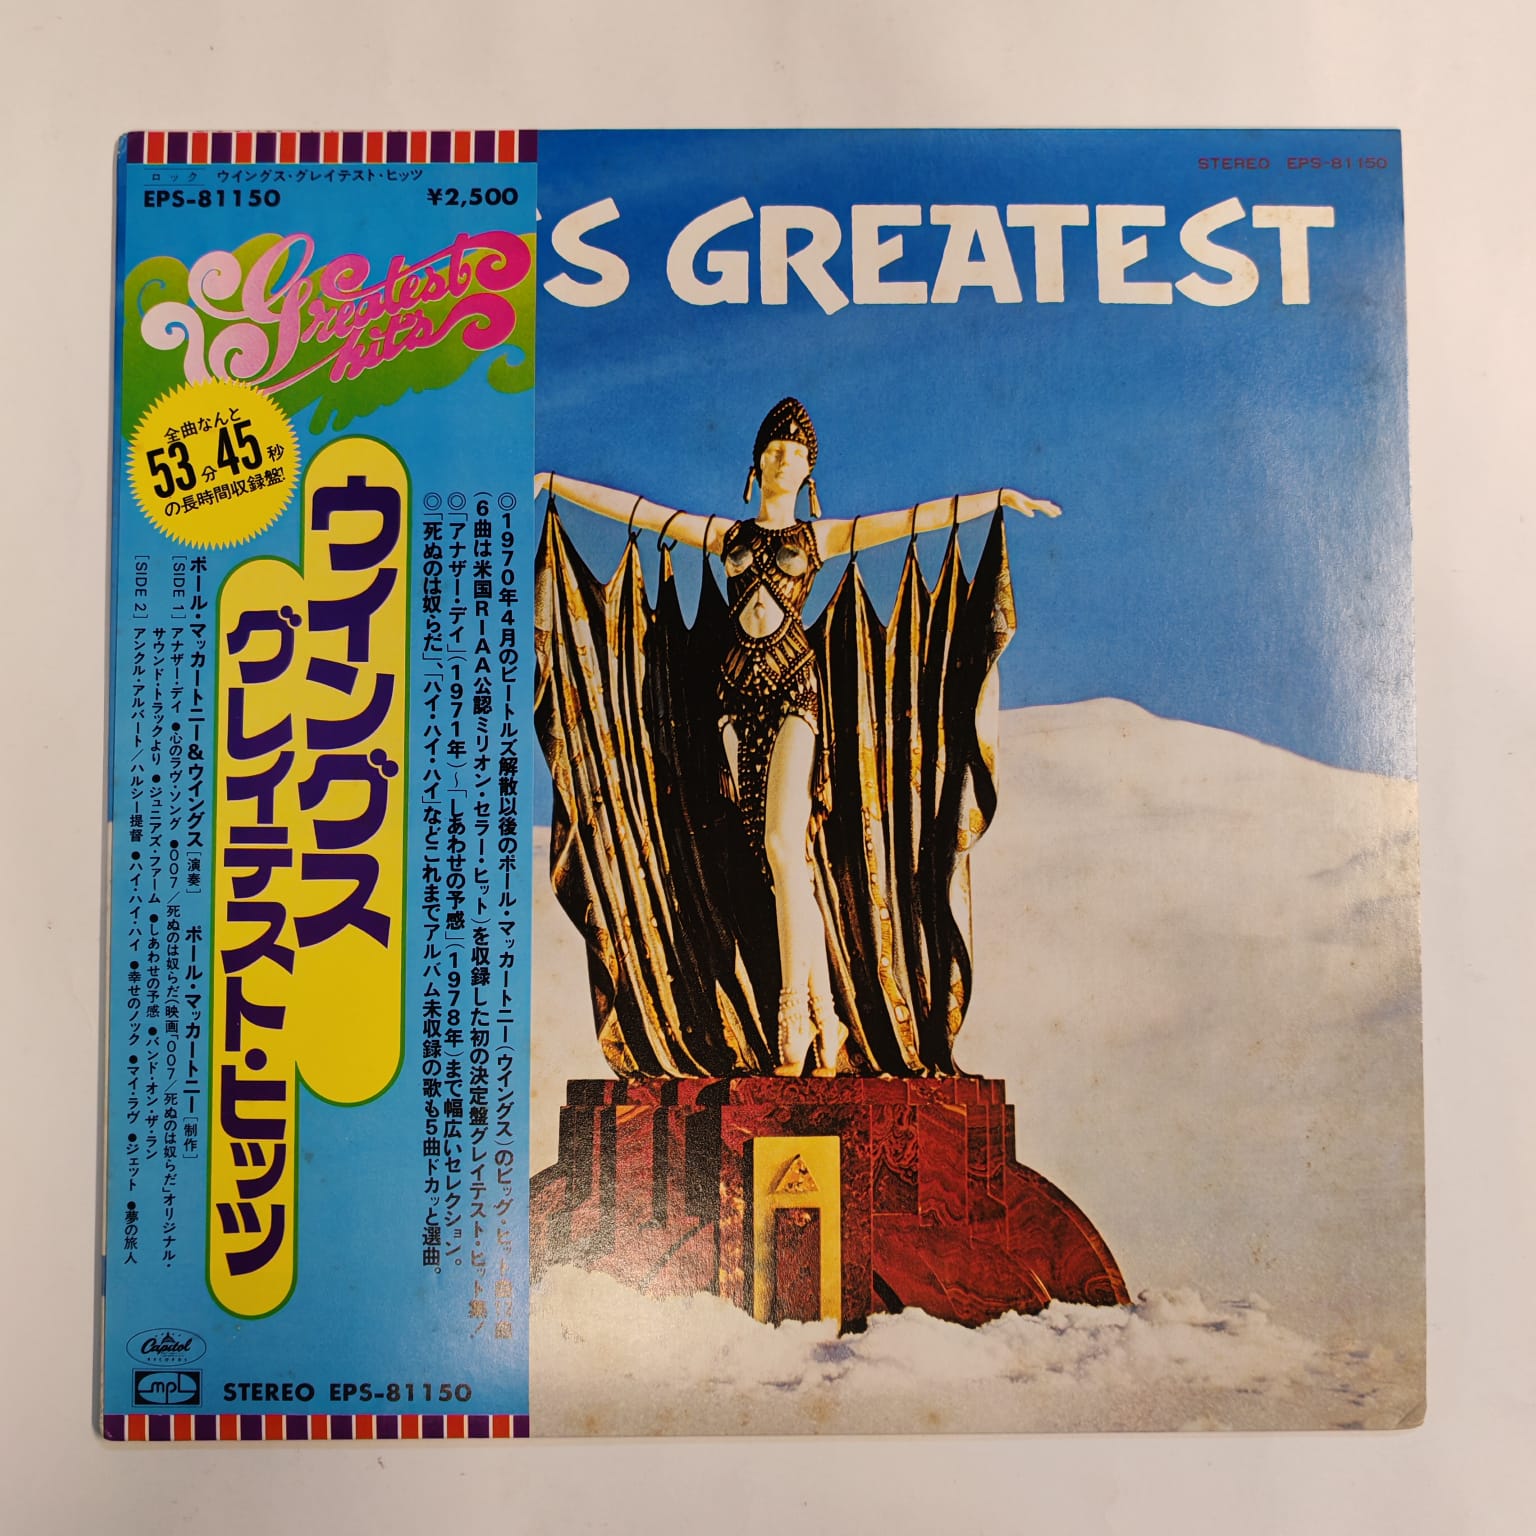 ロック ウイングス・グレイテスト・ヒッツ
EPS-81150 ¥2,500
Greatest
hits
全曲なんと
53分45秒
の長時間収録盤!
ウイングス
グレイテスト・ヒッツ
◎1970年4月のビートルズ解散以後のポール・マッカートニー(ウイングス)のビッグ・ヒット曲12曲
(6曲は米国RIAA公認ミリオン・セラー・ヒット)を収録した初の決定盤グレイテスト・ヒット集!
◎「アナザー・デイ」(1971年)~「しあわせの予感」(1978年)まで幅広いセレクション。
◎「死ぬのは奴らだ」、「ハイ・ハイ・ハイ」などこれまでアルバム未収録の歌も5曲ドカッと選曲。
ポール・マッカートニー&ウイングス[演奏] ポール・マッカートニー[制作]
[SIDE 1] アナザー・デイ ●心のラヴ・ソング ●007/死ぬのは奴らだ(映画「007/死ぬのは奴らだ」オリジナル・
サウンド・トラックより ●ジュニアズ・ファーム ●しあわせの予感 ●バンド・オン・ザ・ラン
[SIDE 2] アンクル・アルバート/ハルシー提督 ●ハイ・ハイ・ハイ ●幸せのノック ●マイ・ラヴ ●ジェット ●夢の旅人
Capitol
RECORDS
mpl
STEREO EPS-81150
STEREO EPS-81150
'S GREATEST